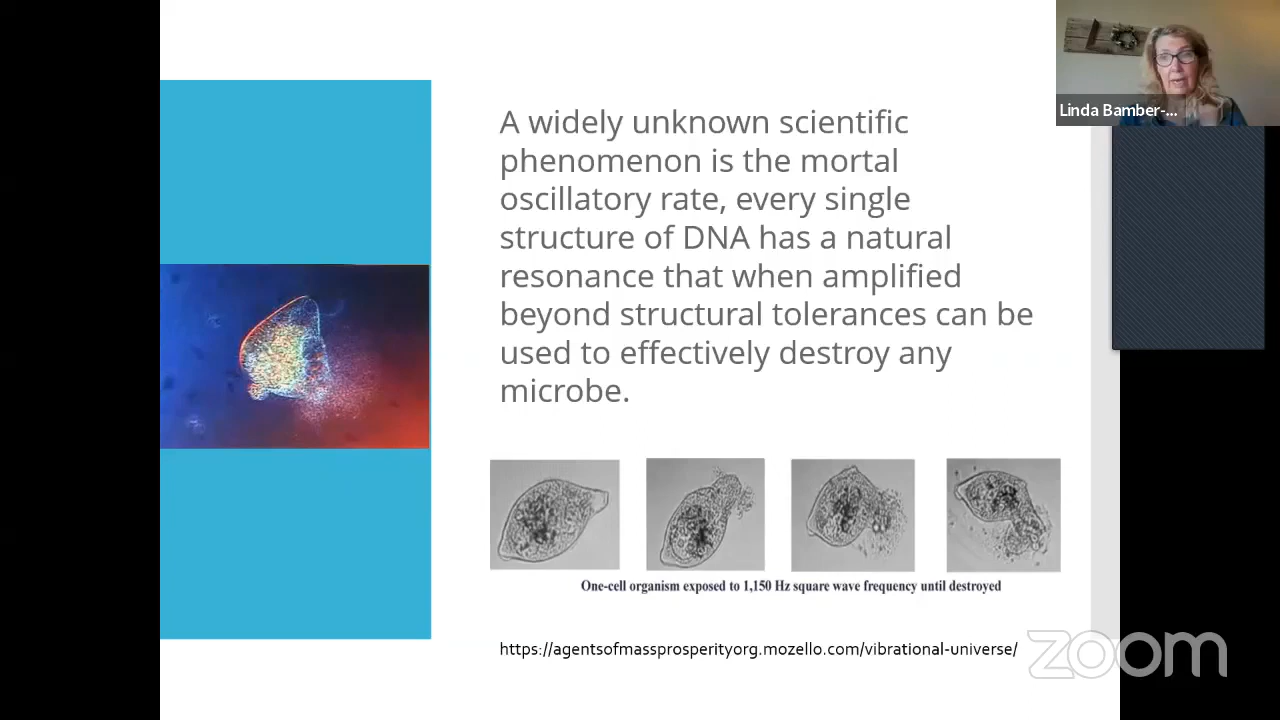 Linda Bamber-...
A widely unknown scientific
phenomenon is the mortal
oscillatory rate, every single
structure of DNA has a natural
resonance that when amplified
beyond structural tolerances can be
used to effectively destroy any
microbe.
One-cell organism exposed to 1,150 Hz square wave frequency until destroyed
https://agentsofmassprosperityorg.mozello.com/vibrational-universe/
zoom